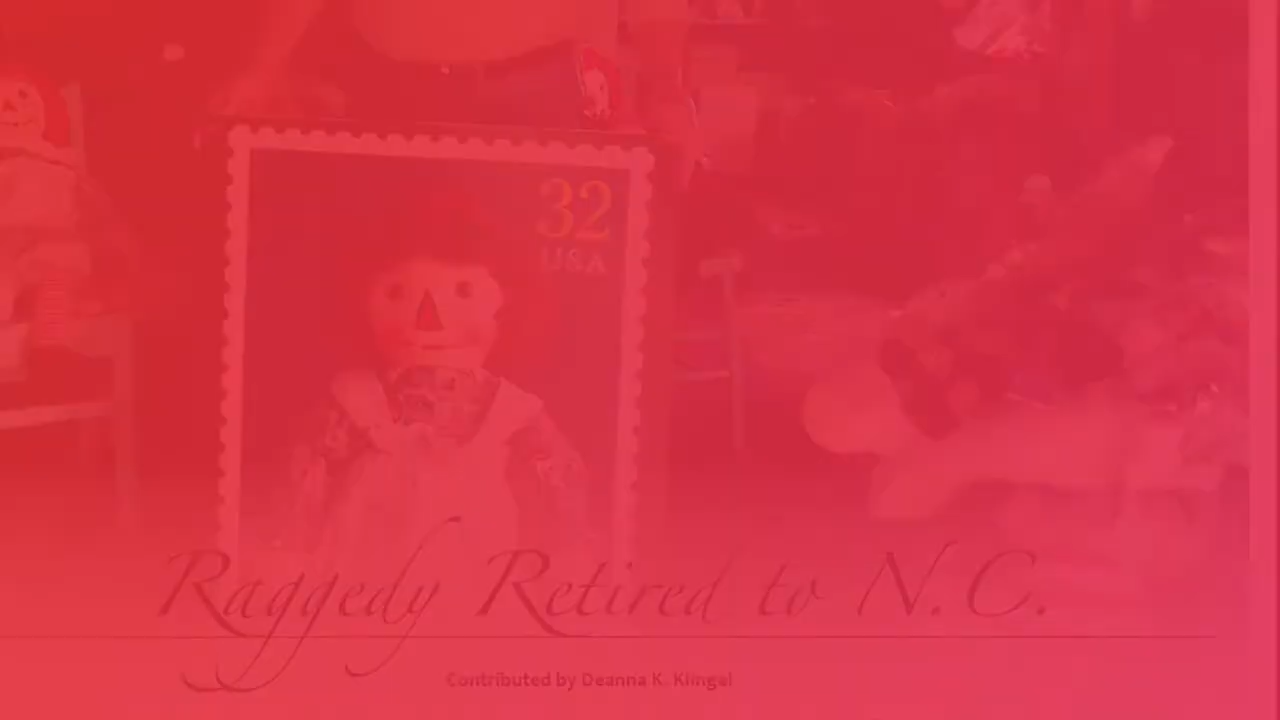 32
USA
Raggedy Retired to N.C.
Contributed by Deanna K. Klingel